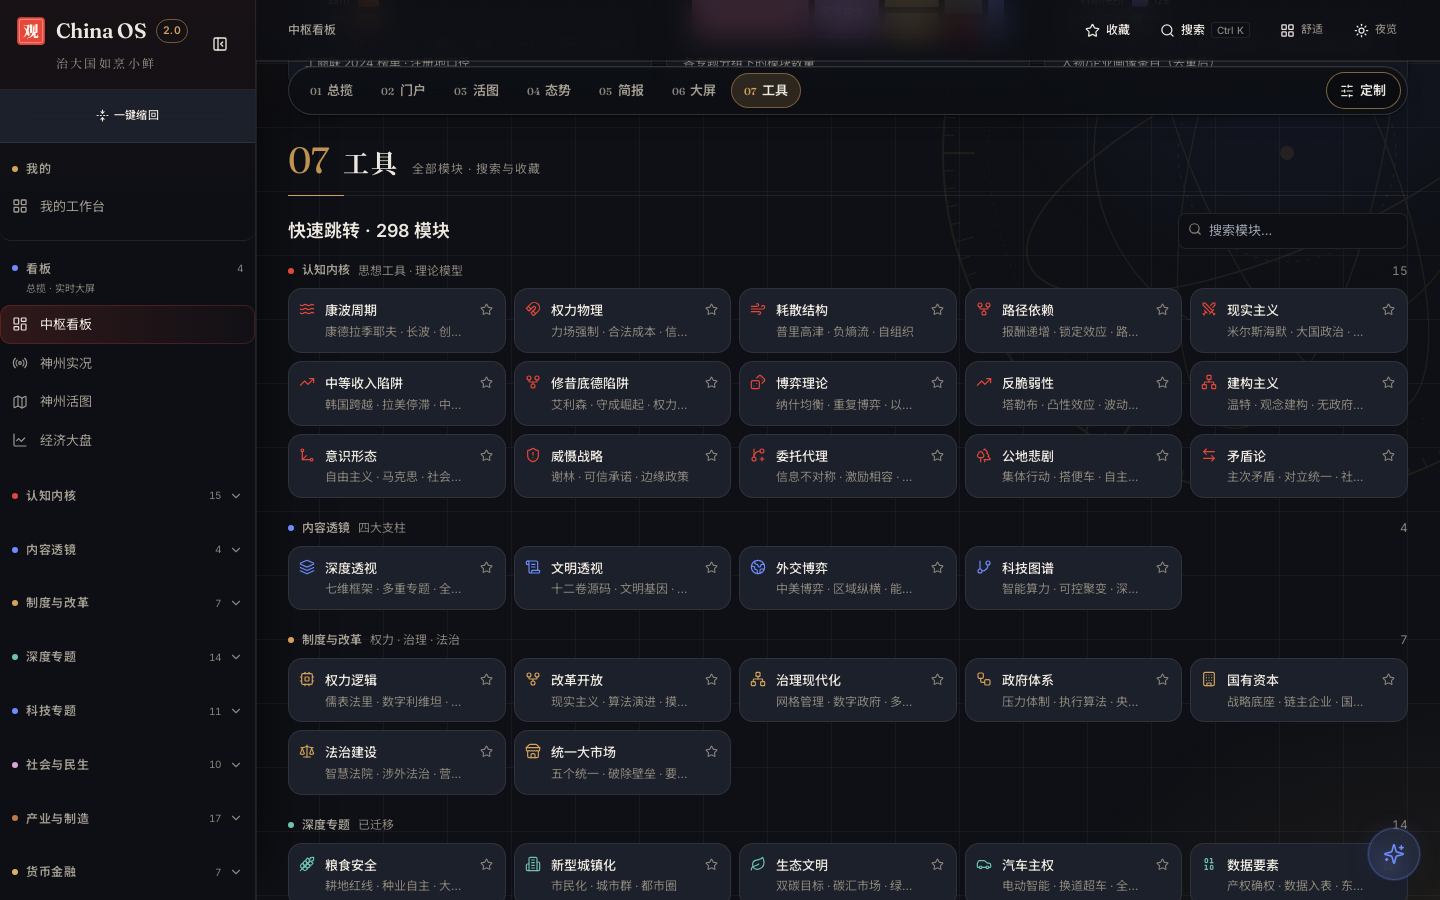 观 China OS 2.0
治大国如烹小鲜
一键缩回
我的
我的工作台
看板 4
总揽 · 实时大屏
中枢看板
神州实况
神州活图
经济大盘
认知内核 15
内容透镜 4
制度与改革 7
深度专题 14
科技专题 11
社会与民生 10
产业与制造 17
货币金融 7
中枢看板
收藏 搜索 Ctrl K 舒适 夜览
01 总揽 02 门户 03 活图 04 态势 05 简报 06 大屏 07 工具 定制
07 工具 全部模块 · 搜索与收藏
快速跳转 · 298 模块 搜索模块...
认知内核 思想工具 · 理论模型 15
康波周期
康德拉季耶夫 · 长波 · 创...
权力物理
力场强制 · 合法成本 · 信...
耗散结构
普里高津 · 负熵流 · 自组织
路径依赖
报酬递增 · 锁定效应 · 路...
现实主义
米尔斯海默 · 大国政治 · ...
中等收入陷阱
韩国跨越 · 拉美停滞 · 中...
修昔底德陷阱
艾利森 · 守成崛起 · 权力...
博弈理论
纳什均衡 · 重复博弈 · 以...
反脆弱性
塔勒布 · 凸性效应 · 波动...
建构主义
温特 · 观念建构 · 无政府...
意识形态
自由主义 · 马克思 · 社会...
威慑战略
谢林 · 可信承诺 · 边缘政策
委托代理
信息不对称 · 激励相容 · ...
公地悲剧
集体行动 · 搭便车 · 自主...
矛盾论
主次矛盾 · 对立统一 · 社...
内容透镜 四大支柱 4
深度透视
七维框架 · 多重专题 · 全...
文明透视
十二卷源码 · 文明基因 · ...
外交博弈
中美博弈 · 区域纵横 · 能...
科技图谱
智能算力 · 可控聚变 · 深...
制度与改革 权力 · 治理 · 法治 7
权力逻辑
儒表法里 · 数字利维坦 · ...
改革开放
现实主义 · 算法演进 · 摸...
治理现代化
网格管理 · 数字政府 · 多...
政府体系
压力体制 · 执行算法 · 央...
国有资本
战略底座 · 链主企业 · 国...
法治建设
智慧法院 · 涉外法治 · 营...
统一大市场
五个统一 · 破除壁垒 · 要...
深度专题 已迁移 14
粮食安全
耕地红线 · 种业自主 · 大...
新型城镇化
市民化 · 城市群 · 都市圈
生态文明
双碳目标 · 碳汇市场 · 绿...
汽车主权
电动智能 · 换道超车 · 全...
数据要素
产权确权 · 数据入表 · 东...